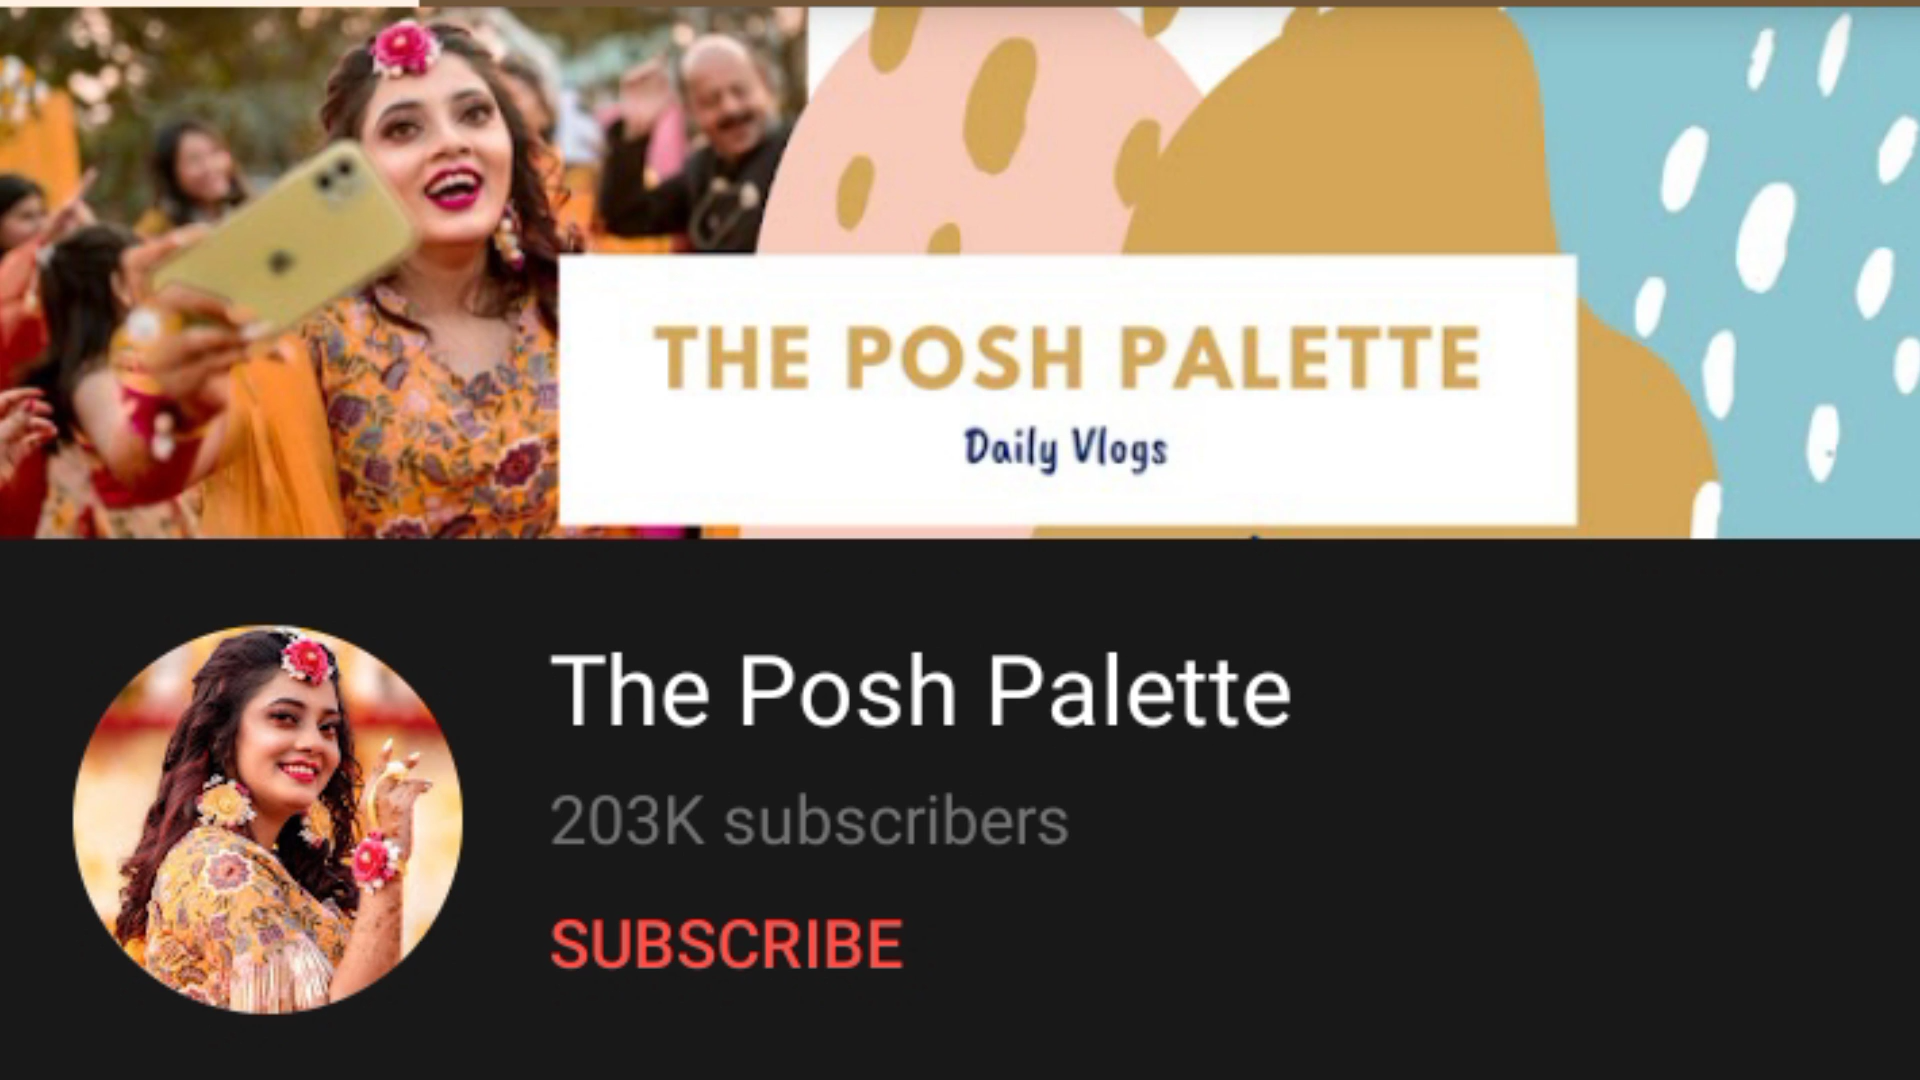 THE POSH PALETTE
Daily Vlogs
The Posh Palette
203K subscribers
SUBSCRIBE